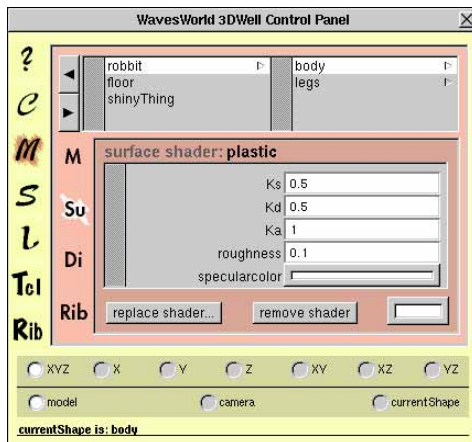 WavesWorld 3DWell Control Panel
?
C
M
S
L
Tcl
Rib
robbit
floor
shinyThing
body
legs
M
Su
Di
Rib
surface shader: plastic
Ks 0.5
Kd 0.5
Ka 1
roughness 0.1
specularcolor
replace shader... remove shader
XYZ X Y Z XY XZ YZ
model camera currentShape
currentShape is: body